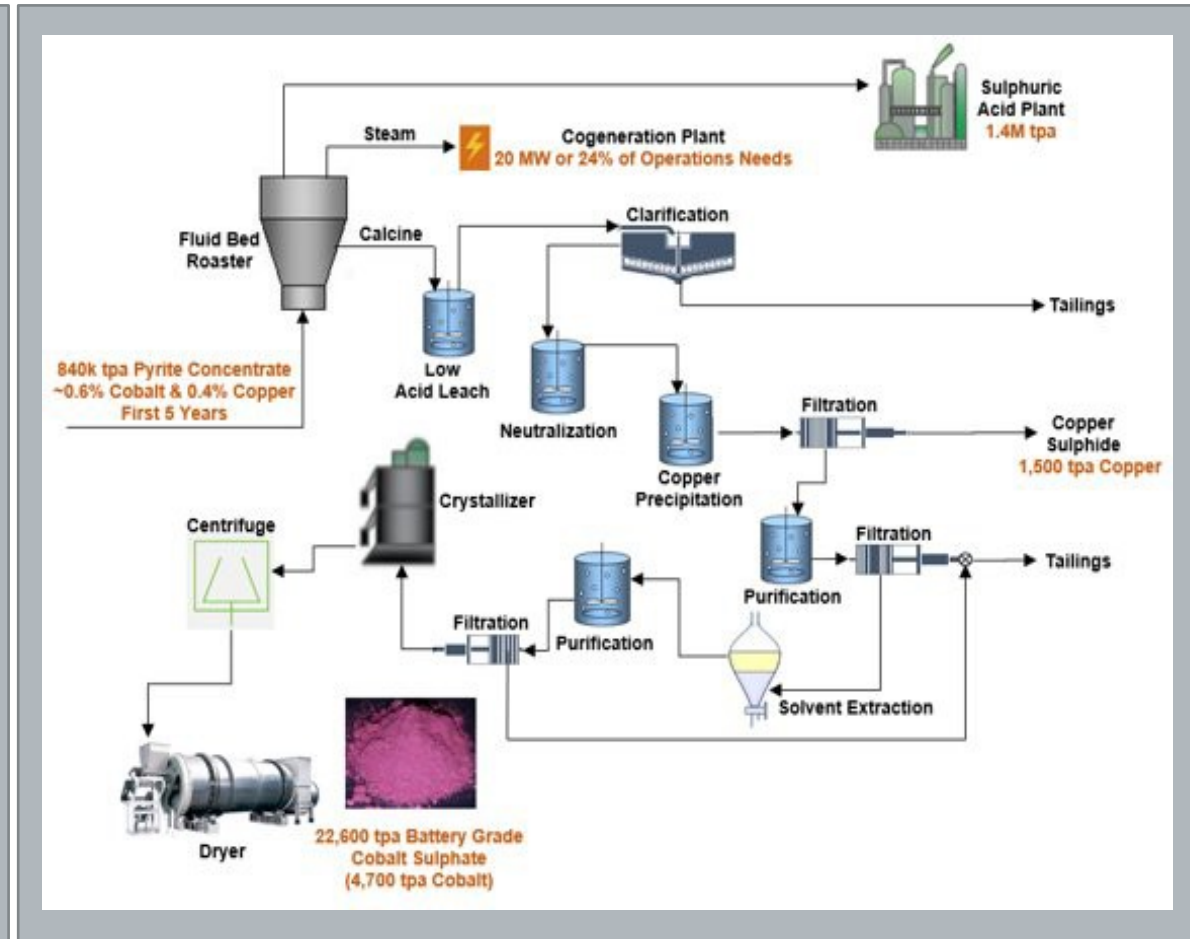 Sulphuric
Acid Plant
1.4M tpa
Steam
Cogeneration Plant
20 MW or 24% of Operations Needs
Clarification
Fluid Bed
Roaster
Calcine
Tailings
Low
Acid Leach
840k tpa Pyrite Concentrate
~0.6% Cobalt & 0.4% Copper
First 5 Years
Neutralization
Filtration
Copper
Sulphide
1,500 tpa Copper
Copper
Precipitation
Crystallizer
Centrifuge
Filtration
Tailings
Purification
Filtration
Purification
Solvent Extraction
Dryer
22,600 tpa Battery Grade
Cobalt Sulphate
(4,700 tpa Cobalt)